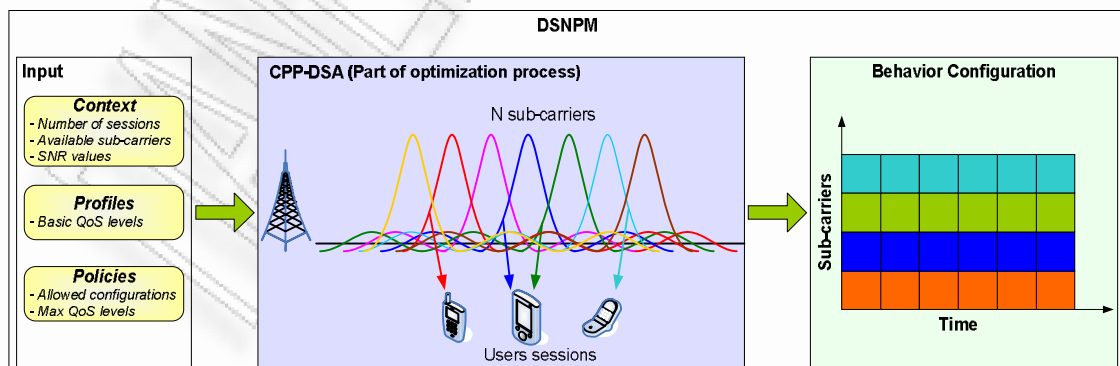 DSNPM
Input
Context
- Number of sessions
- Available sub-carriers
- SNR values
Profiles
- Basic QoS levels
Policies
- Allowed configurations
- Max QoS levels
CPP-DSA (Part of optimization process)
N sub-carriers
Users sessions
Behavior Configuration
Sub-carriers
Time